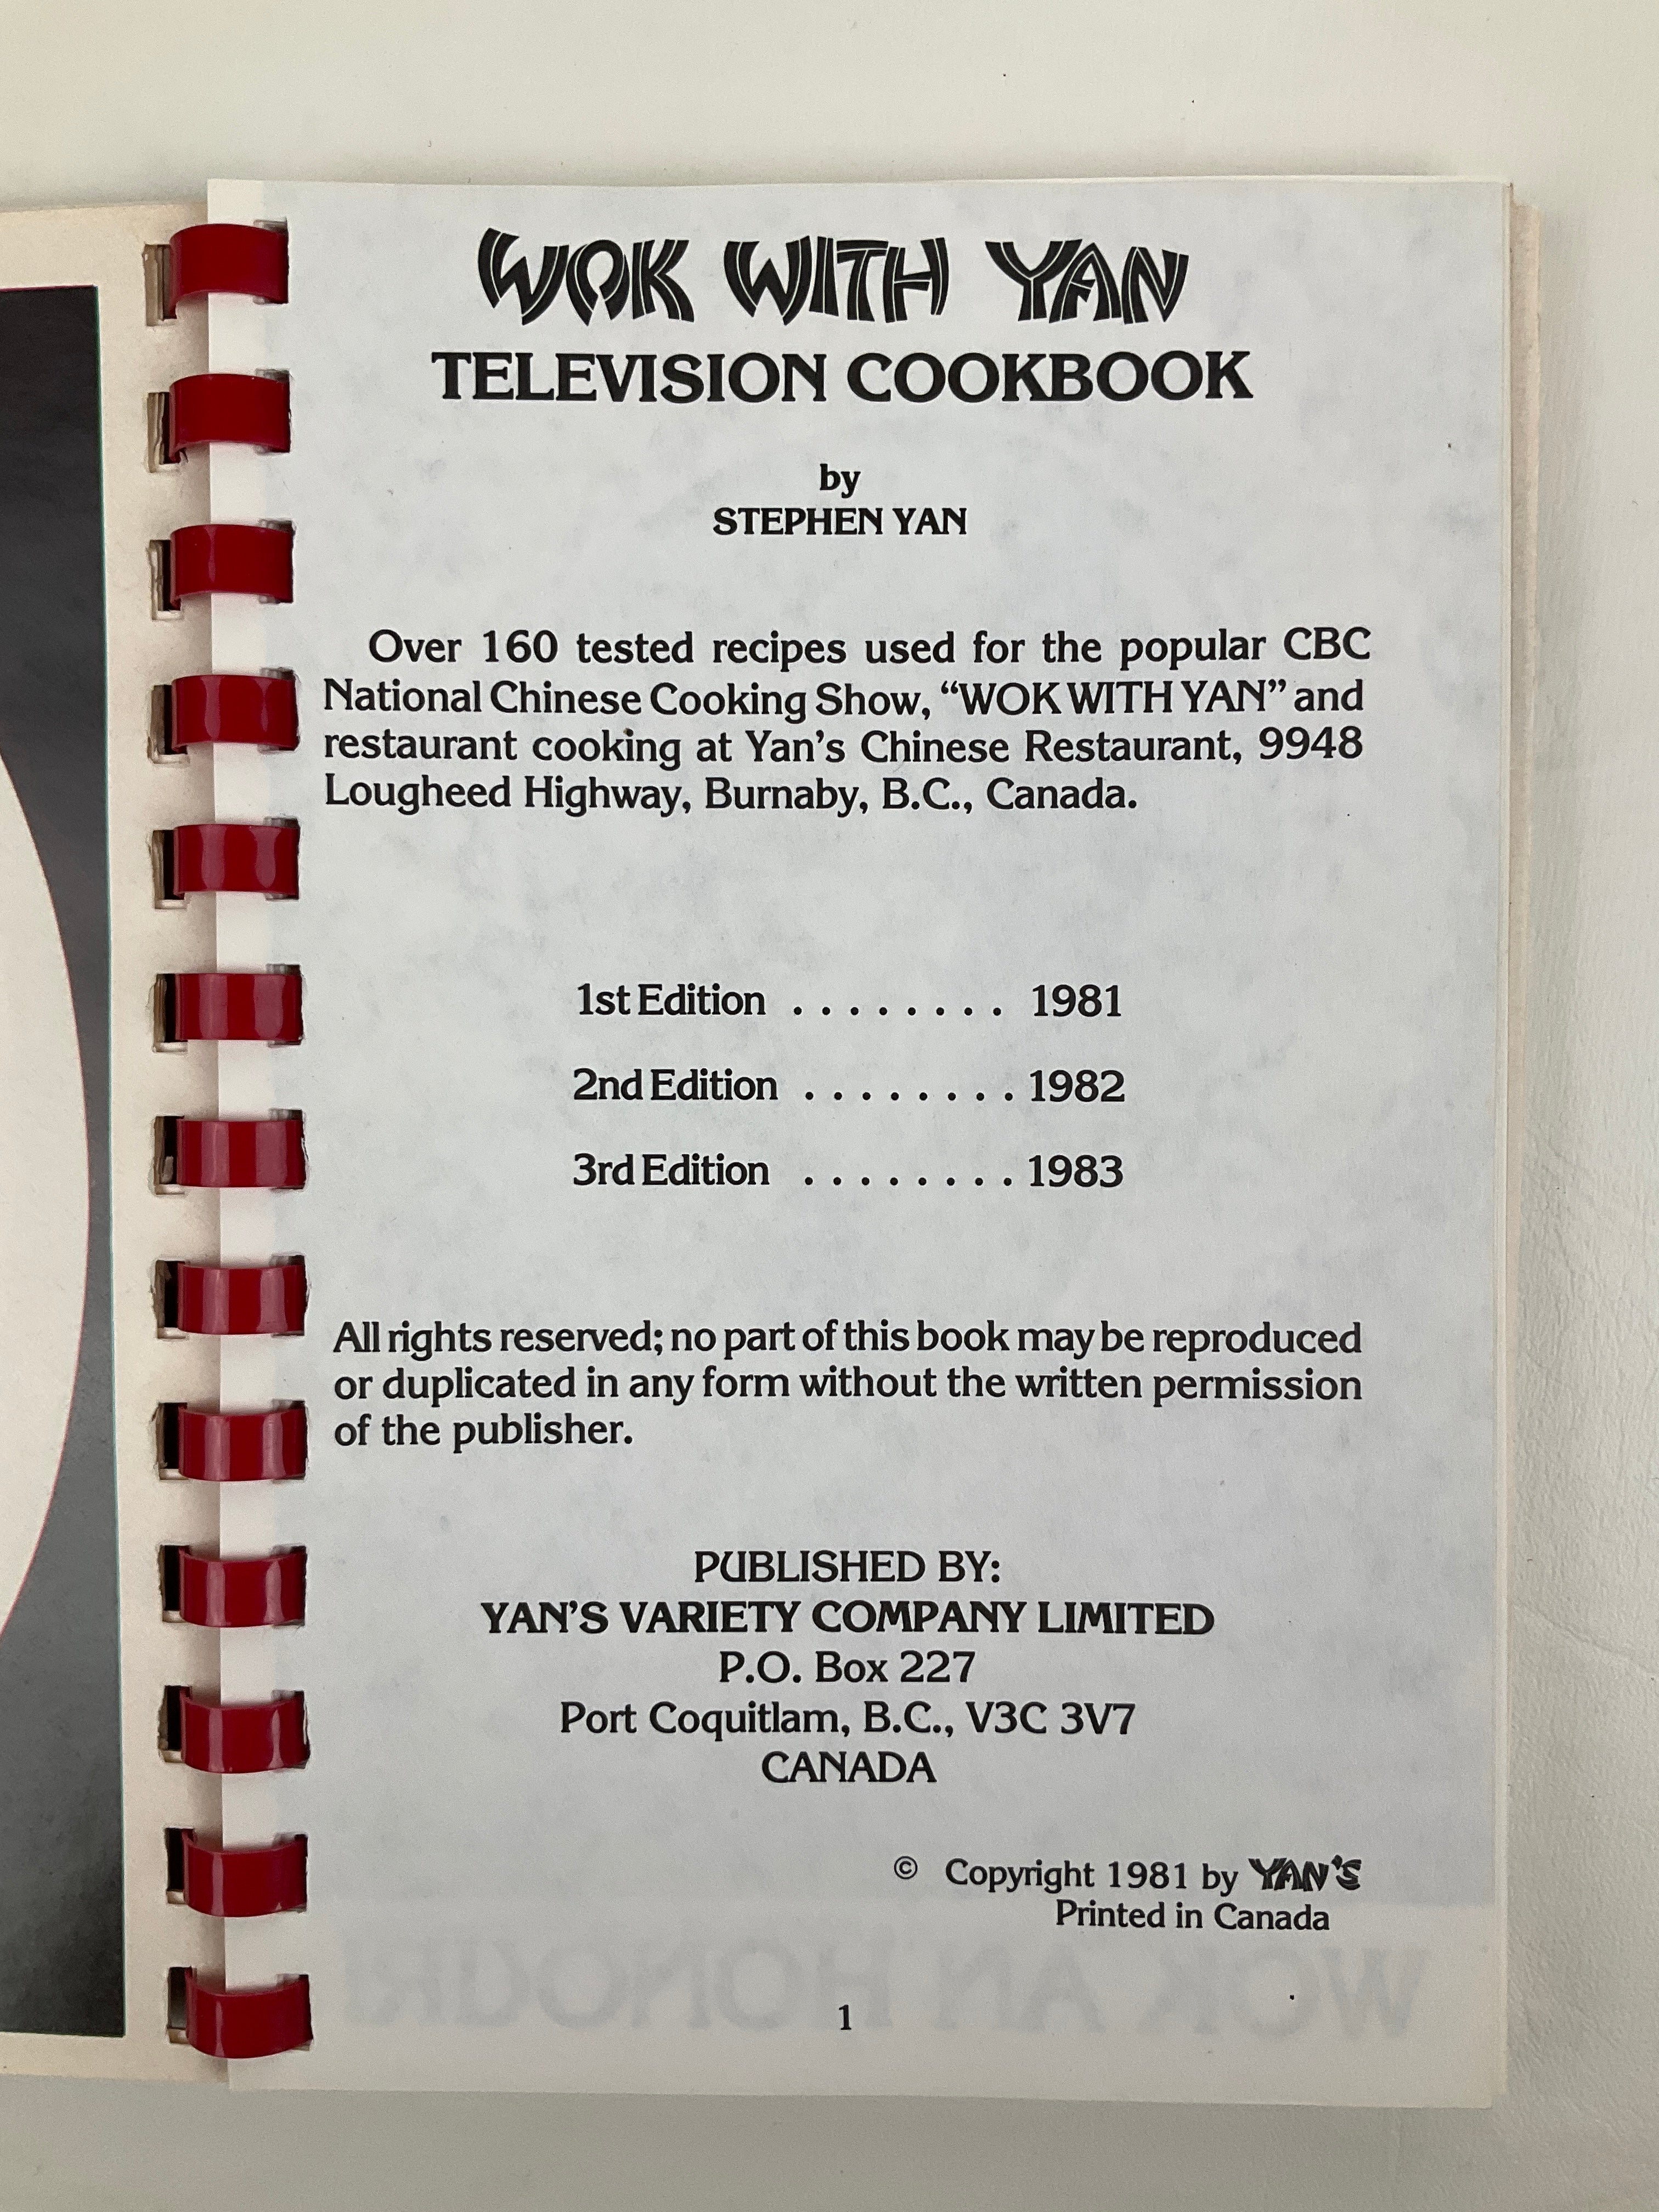 WOK WITH YAN
TELEVISION COOKBOOK
by
STEPHEN YAN
Over 160 tested recipes used for the popular CBC
National Chinese Cooking Show, “WOK WITH YAN” and
restaurant cooking at Yan’s Chinese Restaurant, 9948
Lougheed Highway, Burnaby, B.C., Canada.
1st Edition ........ 1981
2nd Edition ........ 1982
3rd Edition ........ 1983
All rights reserved; no part of this book may be reproduced
or duplicated in any form without the written permission
of the publisher.
PUBLISHED BY:
YAN’S VARIETY COMPANY LIMITED
P.O. Box 227
Port Coquitlam, B.C., V3C 3V7
CANADA
© Copyright 1981 by YAN’S
Printed in Canada
1